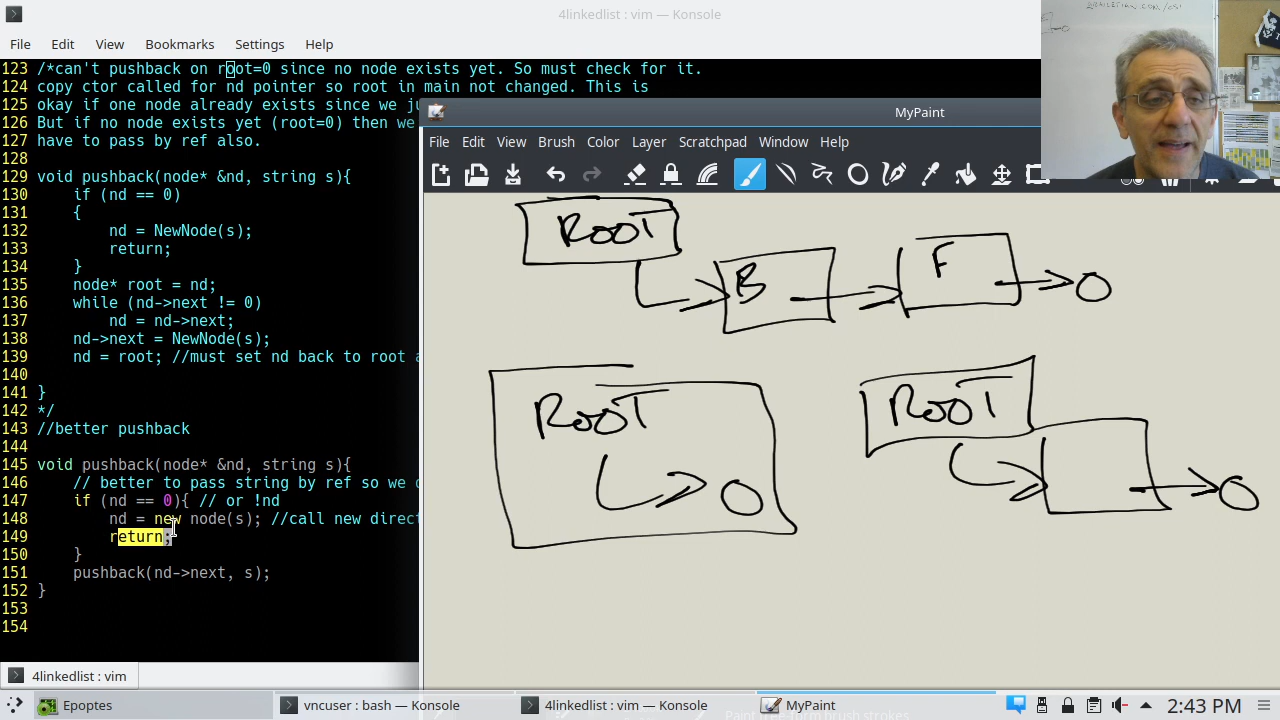 4linkedlist : vim — Konsole
File Edit View Bookmarks Settings Help
123 /*can't pushback on root=0 since no node exists yet. So must check for it.
124 copy ctor called for nd pointer so root in main not changed. This is
125 okay if one node already exists since we ju
126 But if no node exists yet (root=0) then we
127 have to pass by ref also.
128
129 void pushback(node* &nd, string s){
130 if (nd == 0)
131 {
132 nd = NewNode(s);
133 return;
134 }
135 node* root = nd;
136 while (nd->next != 0)
137 nd = nd->next;
138 nd->next = NewNode(s);
139 nd = root; //must set nd back to root a
140
141 }
142 */
143 //better pushback
144
145 void pushback(node* &nd, string s){
146 // better to pass string by ref so we
147 if (nd == 0){ // or !nd
148 nd = new node(s); //call new direct
149 return;
150 }
151 pushback(nd->next, s);
152 }
153
154
4linkedlist : vim
MyPaint
File Edit View Brush Color Layer Scratchpad Window Help
ROOT
B
F
0
ROOT
0
ROOT
0
Epoptes
vncuser : bash — Konsole
4linkedlist : vim — Konsole
MyPaint
2:43 PM